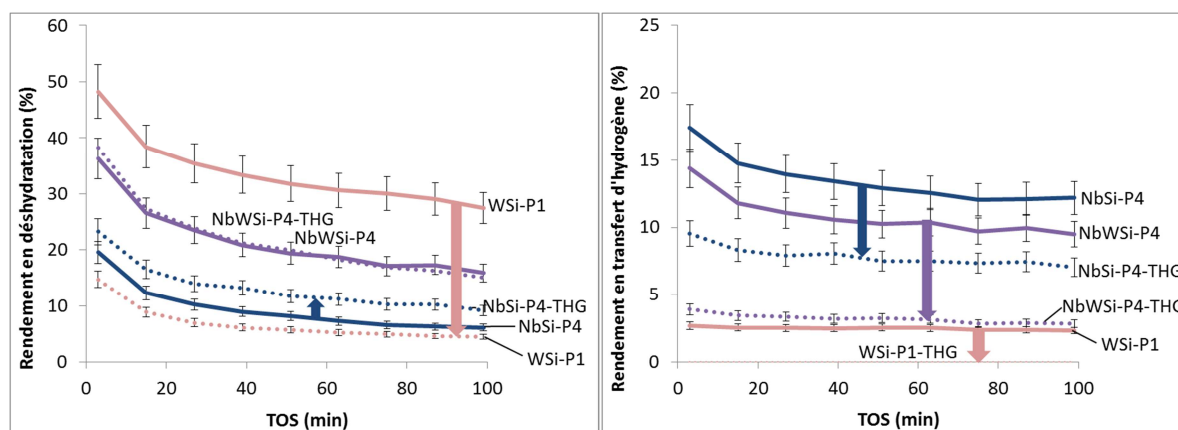 Rendement en déshydratation (%)
60
50
40
30
20
10
0
WSi-P1
NbWSi-P4-THG
NbWSi-P4
NbSi-P4-THG
NbSi-P4
WSi-P1
0 20 40 60 80 100
TOS (min)
Rendement en transfert d'hydrogène (%)
25
20
15
10
5
0
NbSi-P4
NbWSi-P4
NbSi-P4-THG
NbWSi-P4-THG
WSi-P1
WSi-P1-THG
0 20 40 60 80 100
TOS (min)